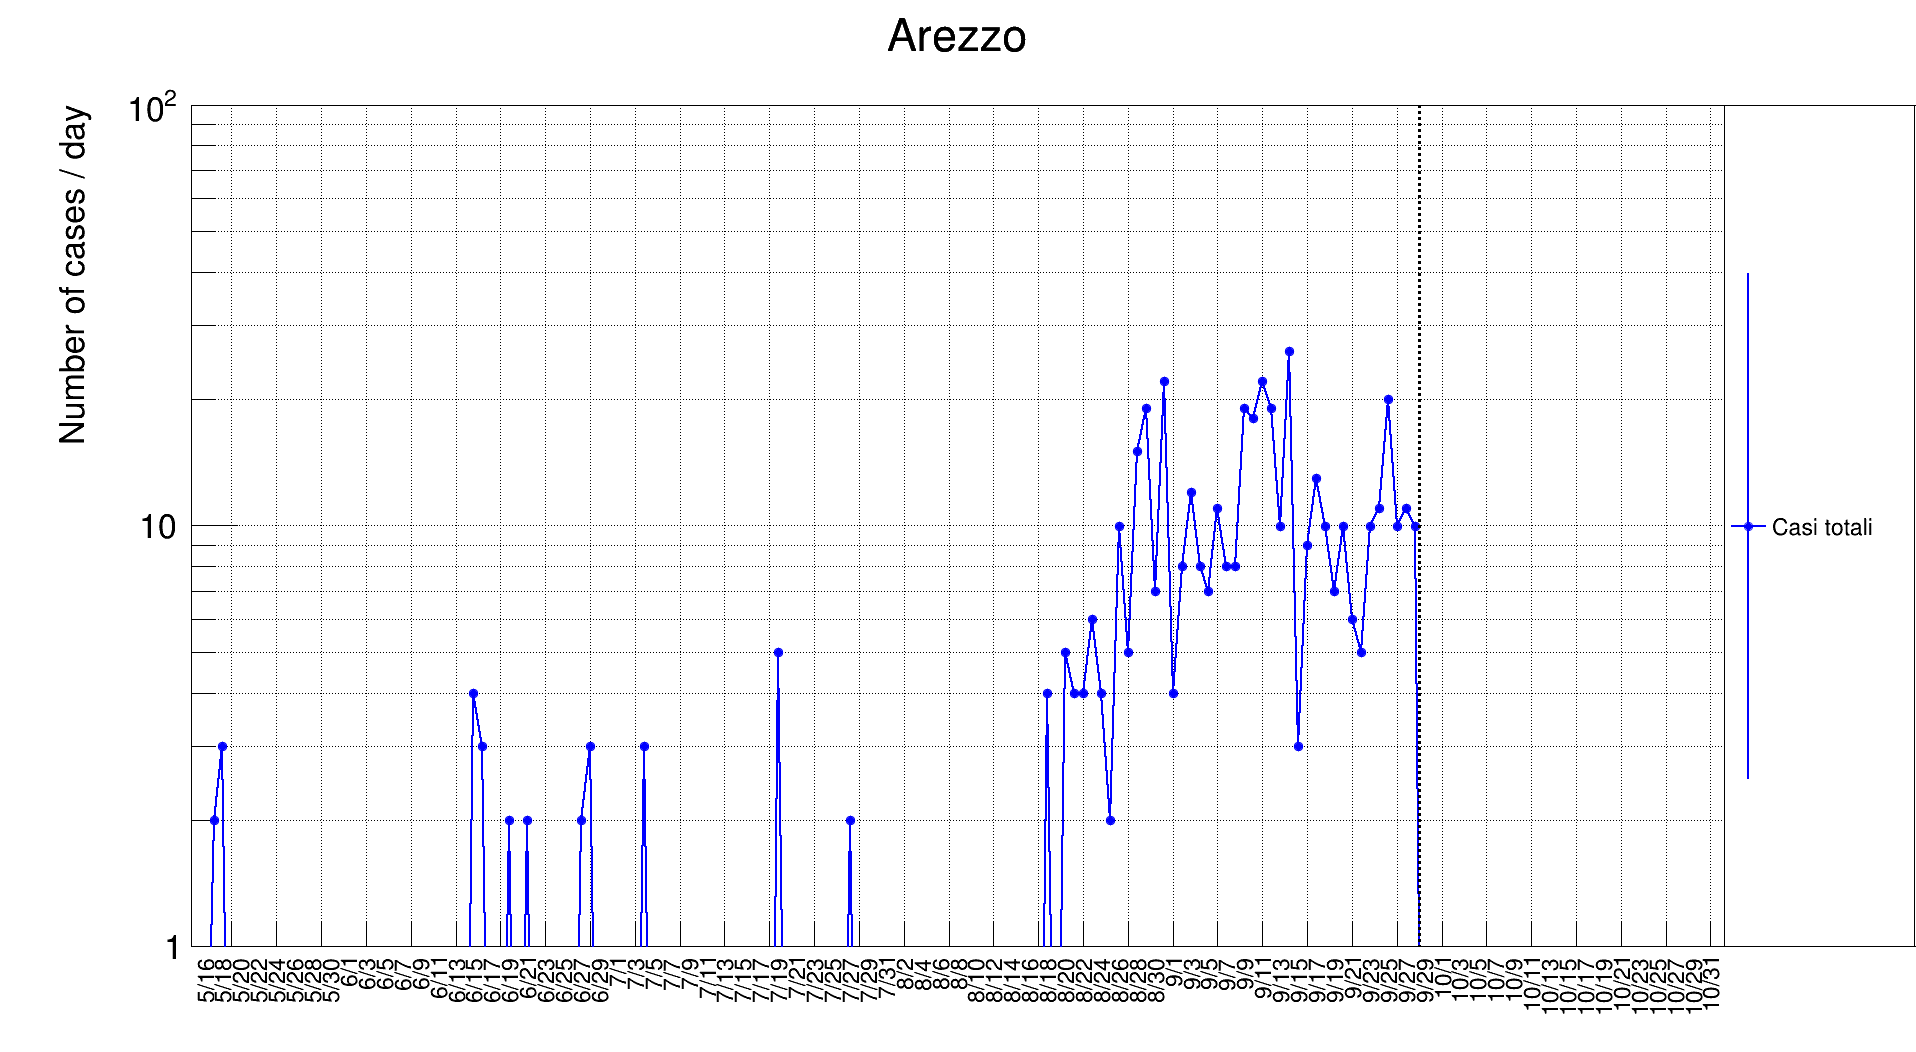 Arezzo
Number of cases / day
10²
10
1
5/16 5/18 5/20 5/22 5/24 5/26 5/28 5/30 6/1 6/3 6/5 6/7 6/9 6/11 6/13 6/15 6/17 6/19 6/21 6/23 6/25 6/27 6/29 7/1 7/3 7/5 7/7 7/9 7/11 7/13 7/15 7/17 7/19 7/21 7/23 7/25 7/27 7/29 7/31 8/2 8/4 8/6 8/8 8/10 8/12 8/14 8/16 8/18 8/20 8/22 8/24 8/26 8/28 8/30 9/1 9/3 9/5 9/7 9/9 9/11 9/13 9/15 9/17 9/19 9/21 9/23 9/25 9/27 9/29 10/1 10/3 10/5 10/7 10/9 10/11 10/13 10/15 10/17 10/19 10/21 10/23 10/25 10/27 10/29 10/31
Casi totali